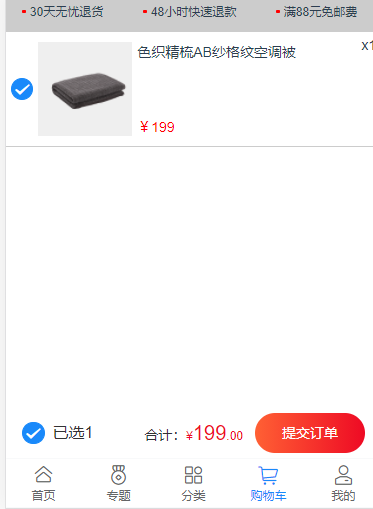 30天无忧退货 48小时快速退款 满88元免邮费
色织精梳AB纱格纹空调被 x1
￥199
已选1 合计：¥199.00 提交订单
首页 专题 分类 购物车 我的